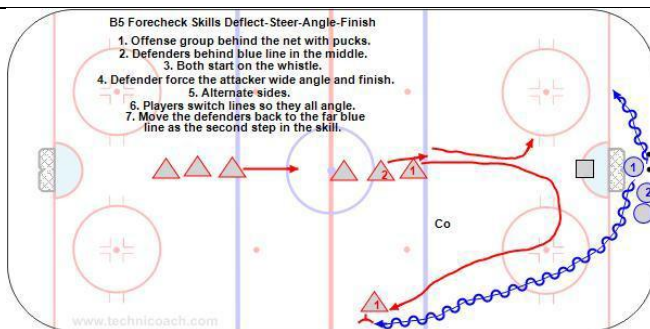 B5 Forecheck Skills Deflect-Steer-Angle-Finish
1. Offense group behind the net with pucks.
2. Defenders behind blue line in the middle.
3. Both start on the whistle.
4. Defender force the attacker wide angle and finish.
5. Alternate sides.
6. Players switch lines so they all angle.
7. Move the defenders back to the far blue
line as the second step in the skill.
2
1
1
2
Co
1
www.technicoach.com